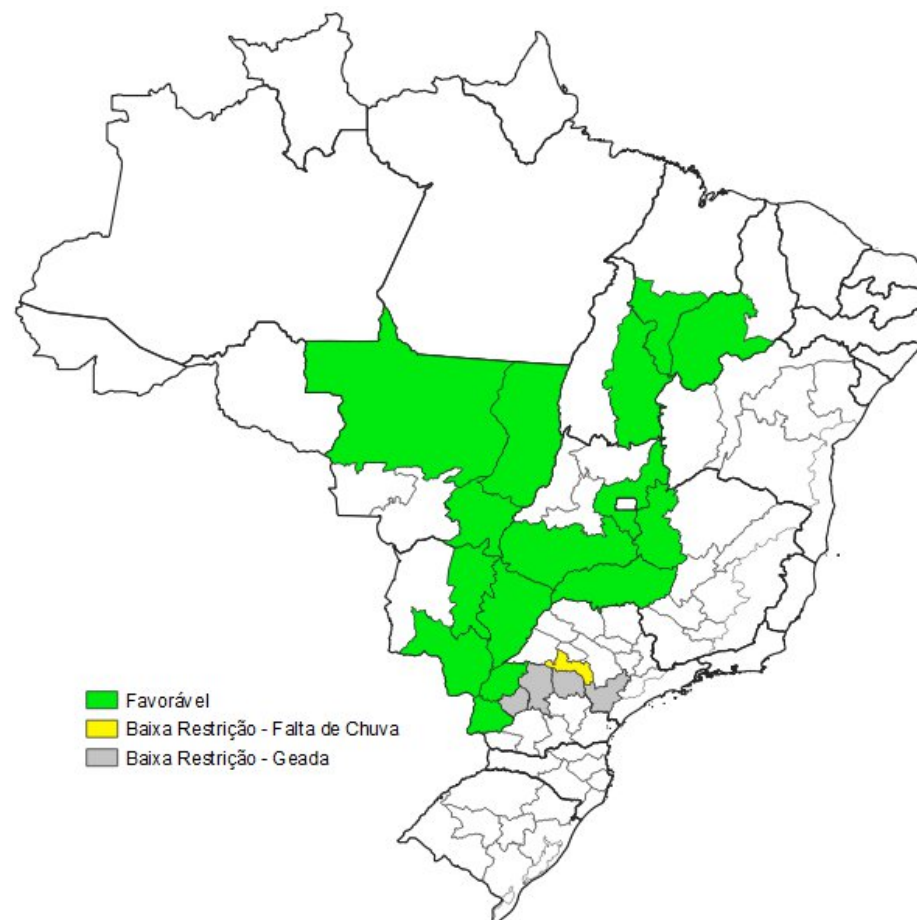 Favorável
Baixa Restrição - Falta de Chuva
Baixa Restrição - Geada